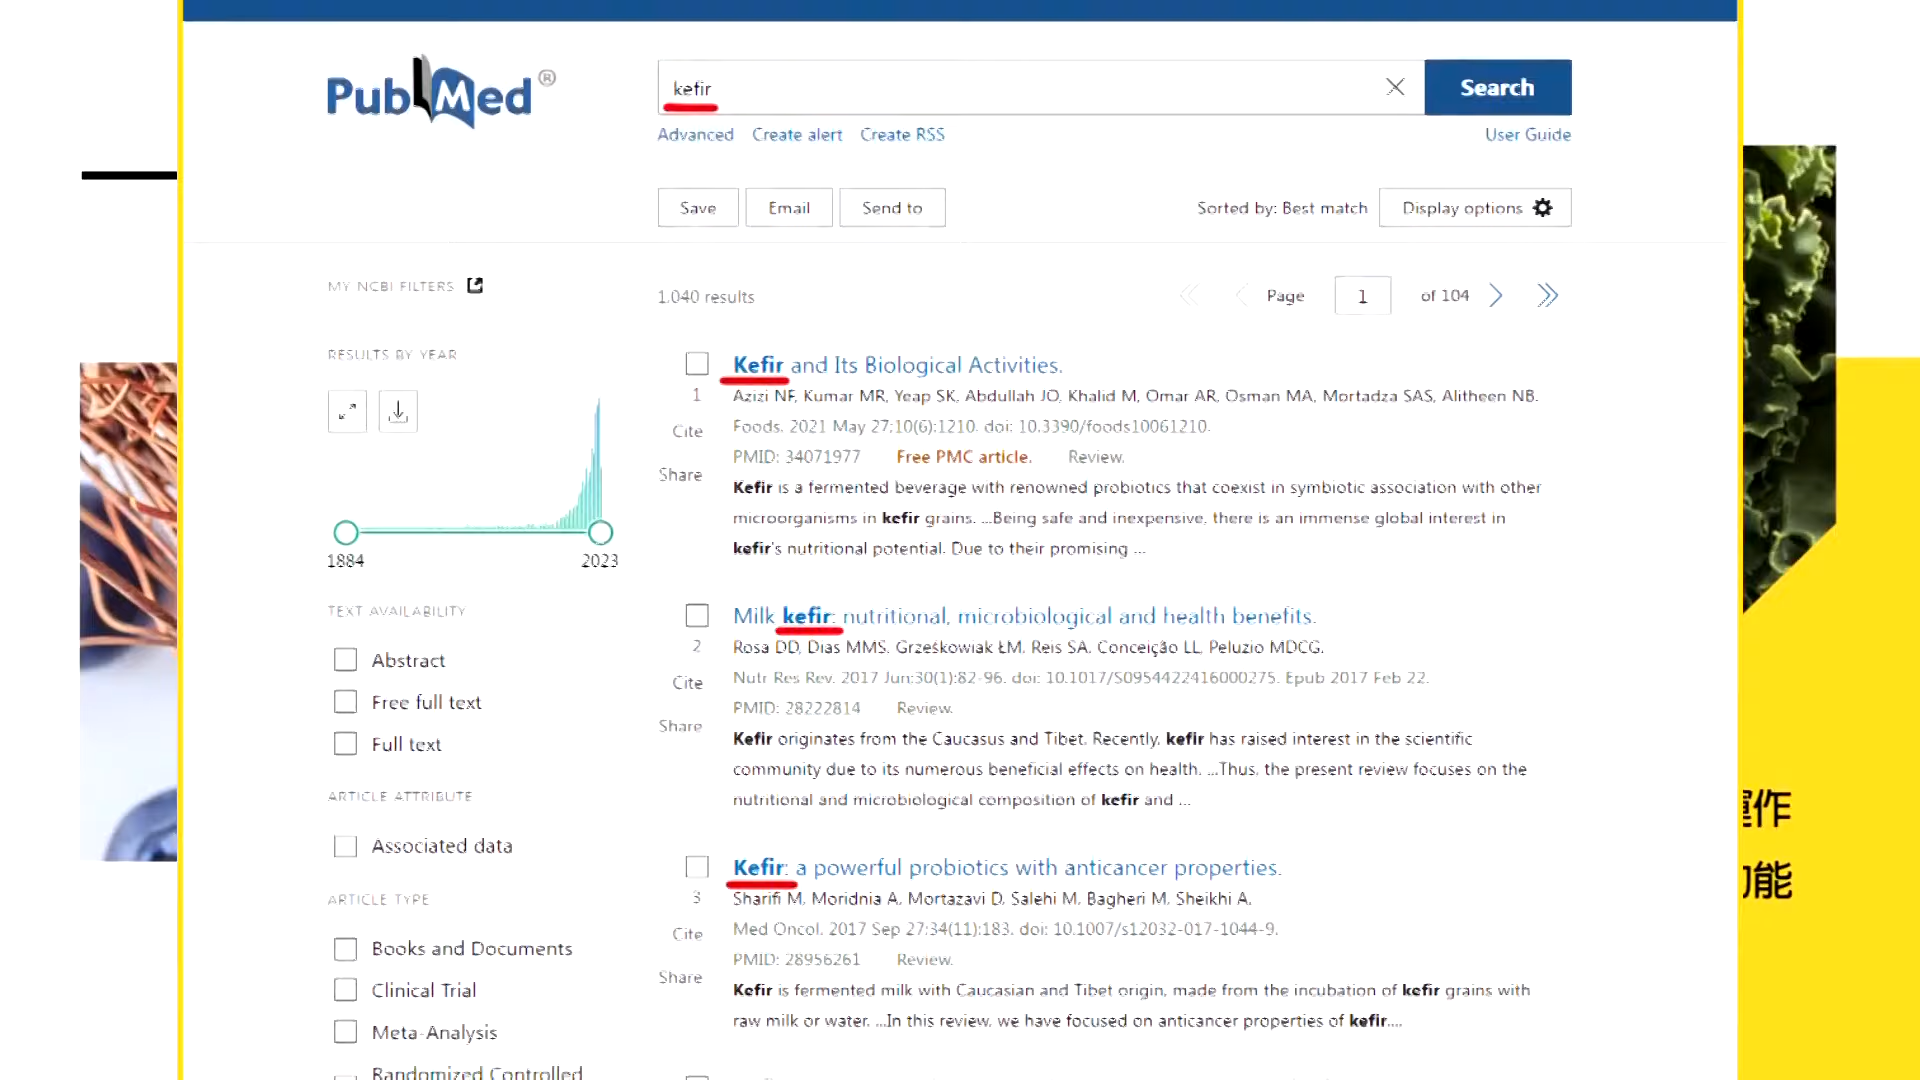 PubMed®
kefir
Search
Advanced Create alert Create RSS
User Guide
Save Email Send to
Sorted by: Best match
Display options
MY NCBI FILTERS
1,040 results
Page 1 of 104
RESULTS BY YEAR
1884 2023
TEXT AVAILABILITY
Abstract
Free full text
Full text
ARTICLE ATTRIBUTE
Associated data
ARTICLE TYPE
Books and Documents
Clinical Trial
Meta-Analysis
Randomized Controlled
Kefir and Its Biological Activities.
1
Azizi NF, Kumar MR, Yeap SK, Abdullah JO, Khalid M, Omar AR, Osman MA, Mortadza SAS, Alitheen NB.
Cite
Foods. 2021 May 27;10(6):1210. doi: 10.3390/foods10061210.
PMID: 34071977 Free PMC article. Review.
Share
Kefir is a fermented beverage with renowned probiotics that coexist in symbiotic association with other
microorganisms in kefir grains. ...Being safe and inexpensive, there is an immense global interest in
kefir's nutritional potential. Due to their promising ...
Milk kefir: nutritional, microbiological and health benefits.
2
Rosa DD, Dias MMS, Grześkowiak ŁM, Reis SA, Conceição LL, Peluzio MDCG.
Cite
Nutr Res Rev. 2017 Jun;30(1):82-96. doi: 10.1017/S0954422416000275. Epub 2017 Feb 22.
PMID: 28222814 Review.
Share
Kefir originates from the Caucasus and Tibet. Recently, kefir has raised interest in the scientific
community due to its numerous beneficial effects on health. ...Thus, the present review focuses on the
nutritional and microbiological composition of kefir and ...
Kefir: a powerful probiotics with anticancer properties.
3
Sharifi M, Moridnia A, Mortazavi D, Salehi M, Bagheri M, Sheikhi A.
Cite
Med Oncol. 2017 Sep 27;34(11):183. doi: 10.1007/s12032-017-1044-9.
PMID: 28956261 Review.
Share
Kefir is fermented milk with Caucasian and Tibet origin, made from the incubation of kefir grains with
raw milk or water. ...In this review, we have focused on anticancer properties of kefir....
運作
功能